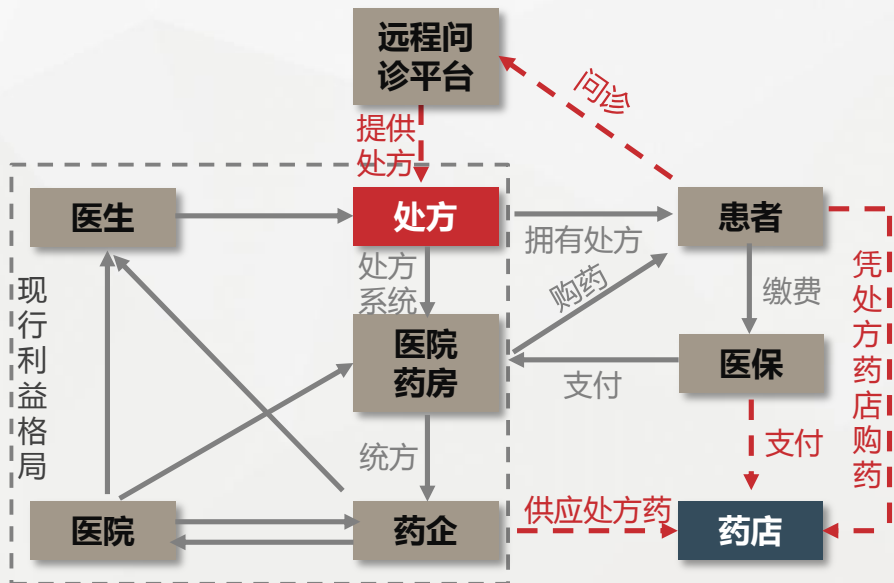 远程问
诊平台
问诊
提供
处方
医生
处方
患者
拥有处方
处方
系统
购药
缴费
凭处方药店购药
现行利益格局
医院
药房
医保
支付
支付
统方
医院
药企
供应处方药
药店